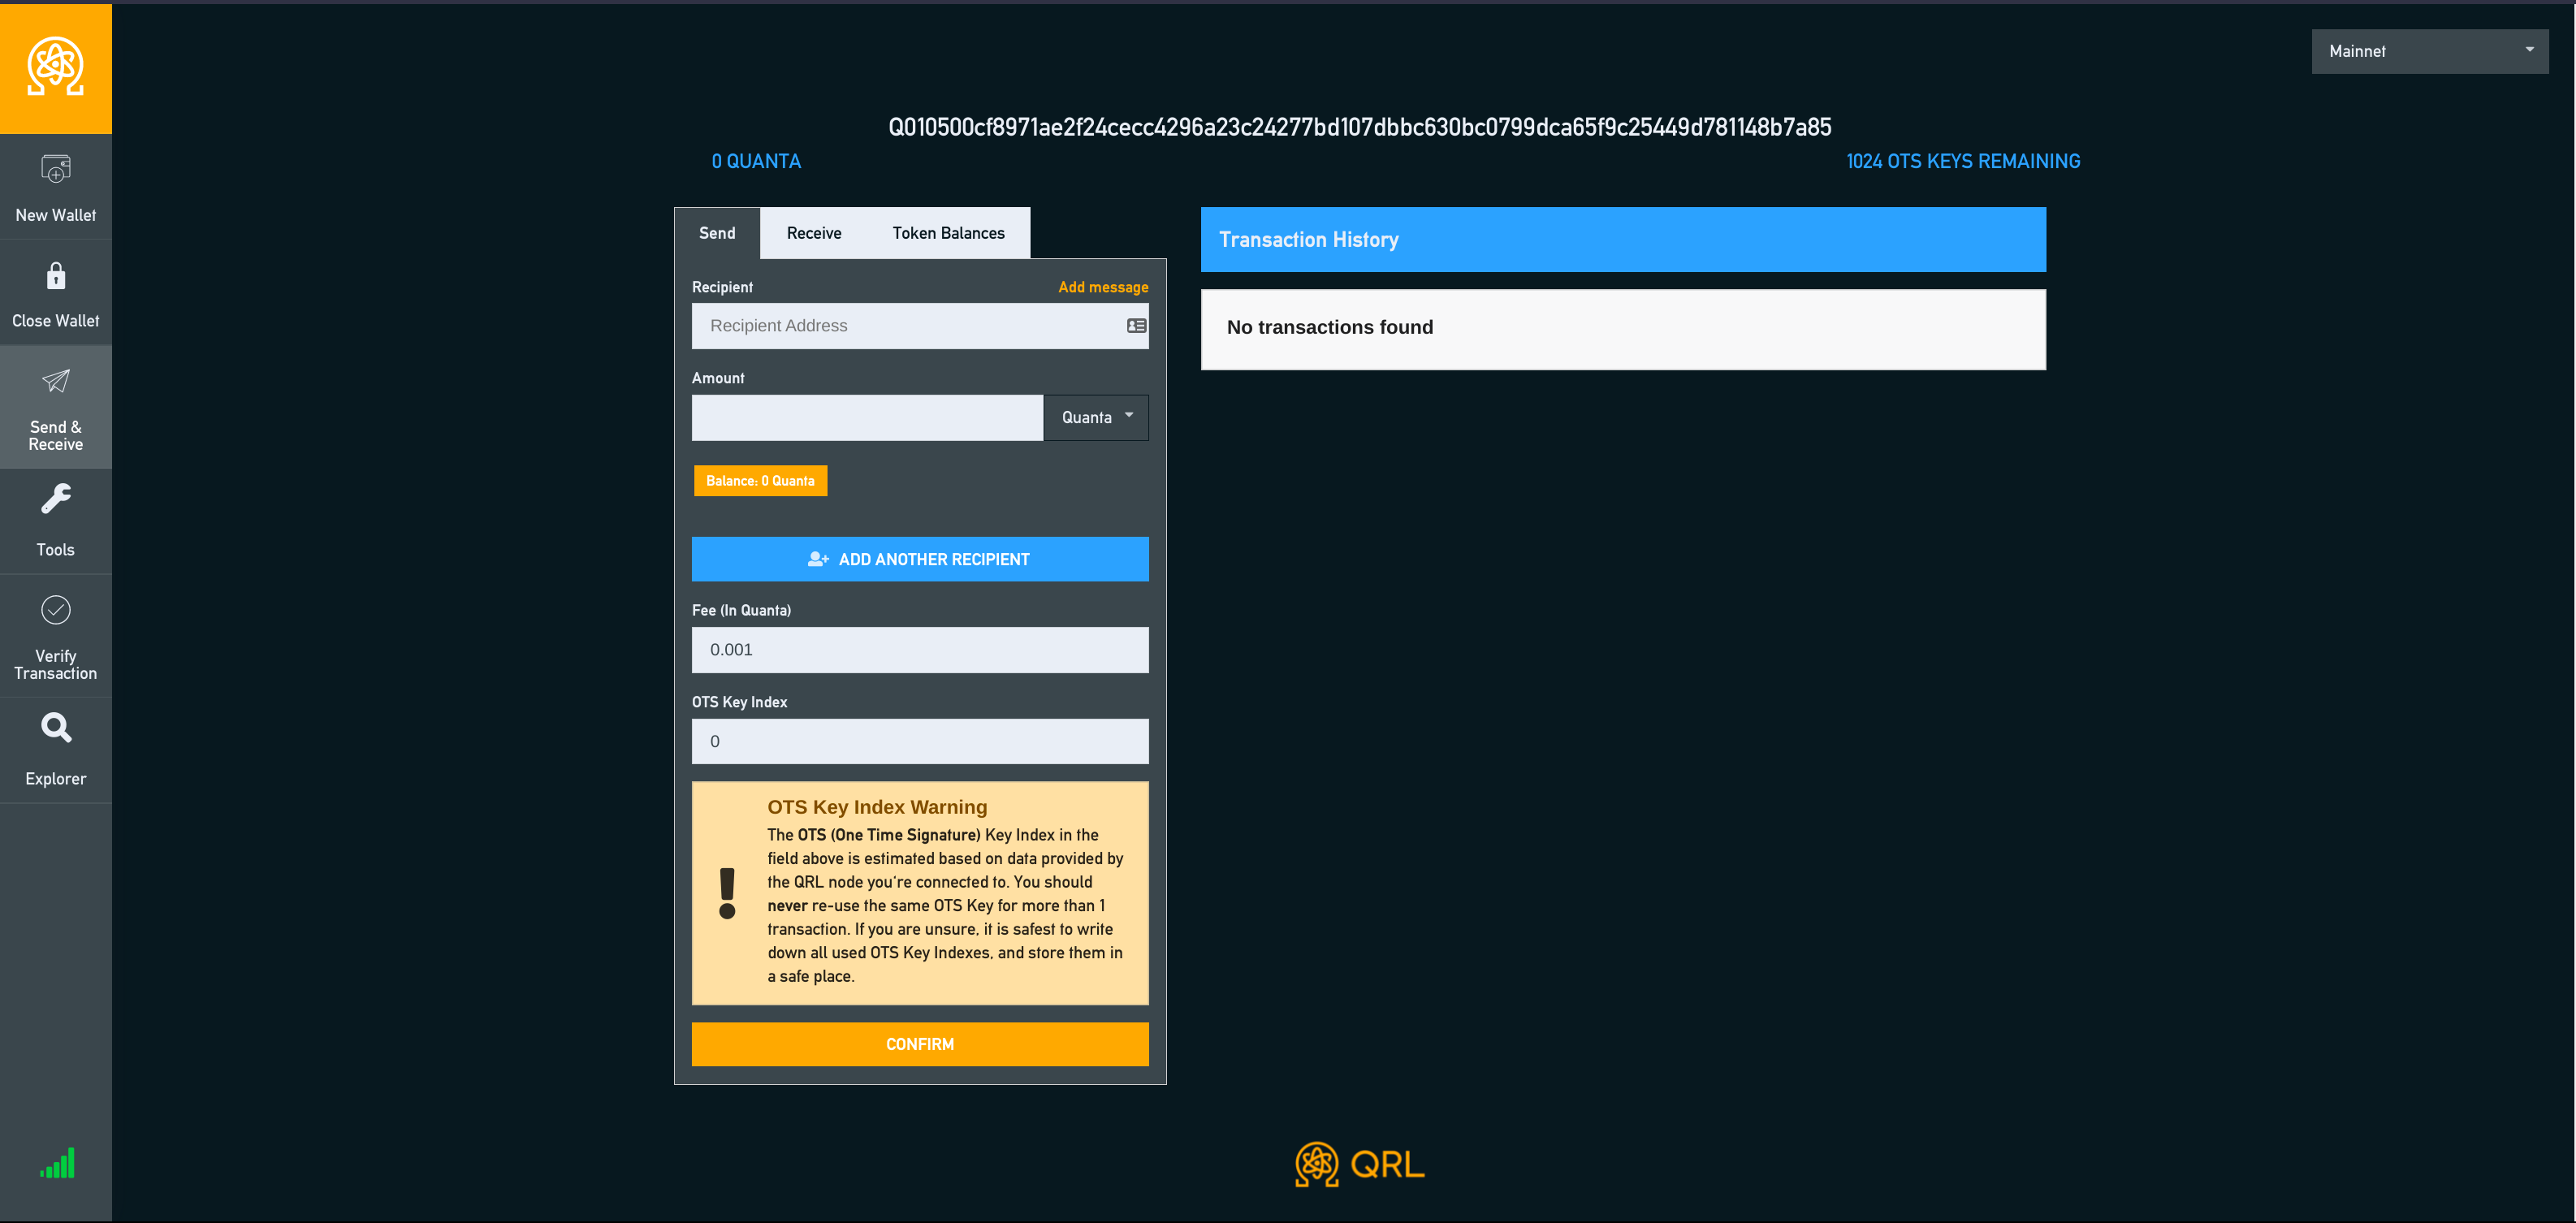 Mainnet
Q010500cf8971ae2f24cecc4296a23c24277bd107dbbc630bc0799dca65f9c25449d781148b7a85
0 QUANTA
1024 OTS KEYS REMAINING
New Wallet
Close Wallet
Send &
Receive
Tools
Verify
Transaction
Explorer
Send
Receive
Token Balances
Recipient
Add message
Recipient Address
Amount
Quanta
Balance: 0 Quanta
ADD ANOTHER RECIPIENT
Fee (In Quanta)
0.001
OTS Key Index
0
OTS Key Index Warning
The OTS (One Time Signature) Key Index in the
field above is estimated based on data provided by
the QRL node you're connected to. You should
never re-use the same OTS Key for more than 1
transaction. If you are unsure, it is safest to write
down all used OTS Key Indexes, and store them in
a safe place.
CONFIRM
Transaction History
No transactions found
QRL